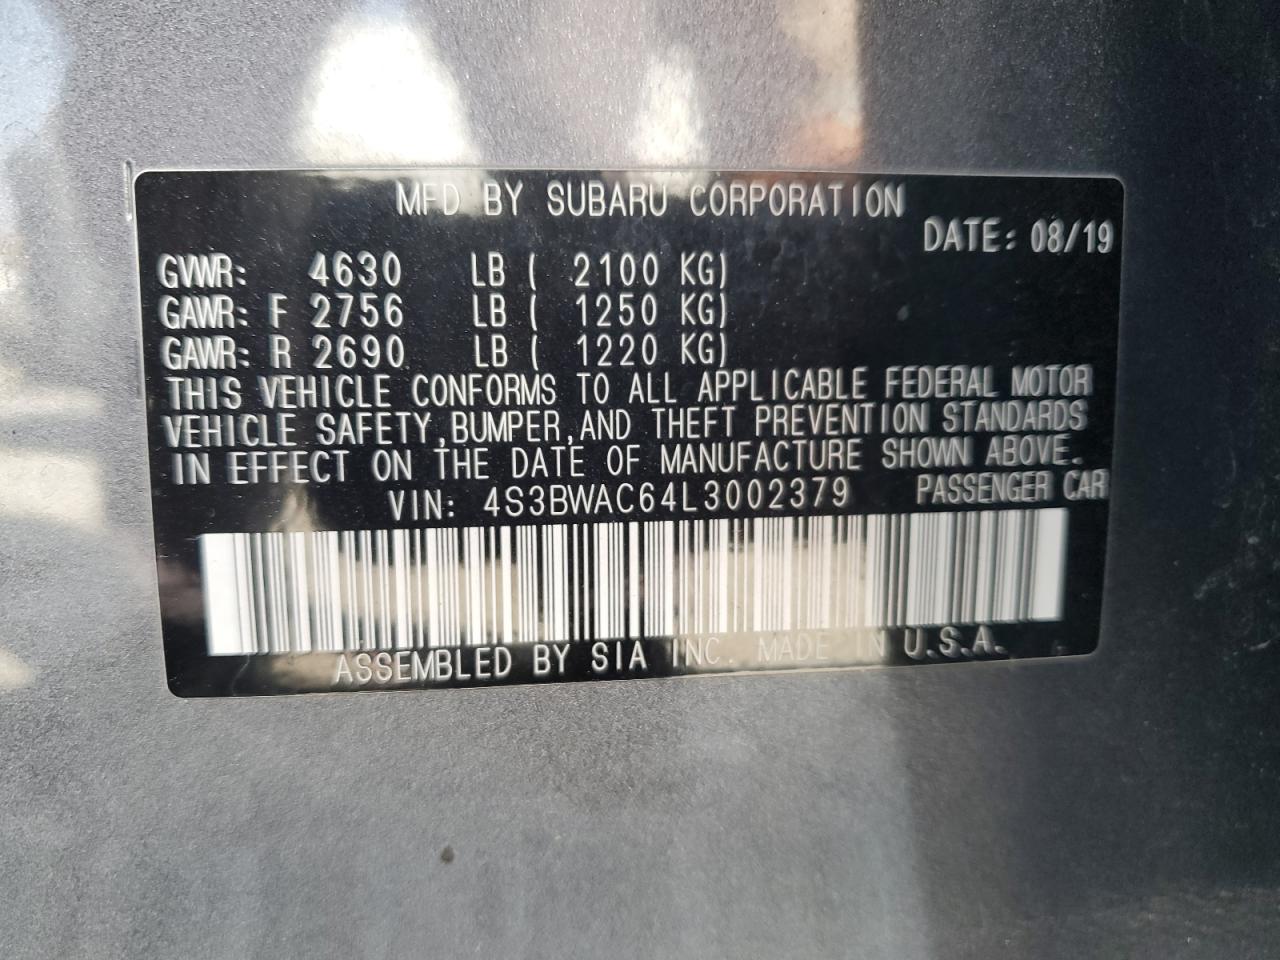 MFD BY SUBARU CORPORATION
DATE: 08/19
GVWR: 4630 LB ( 2100 KG)
GAWR: F 2756 LB ( 1250 KG)
GAWR: R 2690 LB ( 1220 KG)
THIS VEHICLE CONFORMS TO ALL APPLICABLE FEDERAL MOTOR
VEHICLE SAFETY,BUMPER,AND THEFT PREVENTION STANDARDS
IN EFFECT ON THE DATE OF MANUFACTURE SHOWN ABOVE.
VIN: 4S3BWAC64L3002379 PASSENGER CAR
ASSEMBLED BY SIA INC. MADE IN U.S.A.